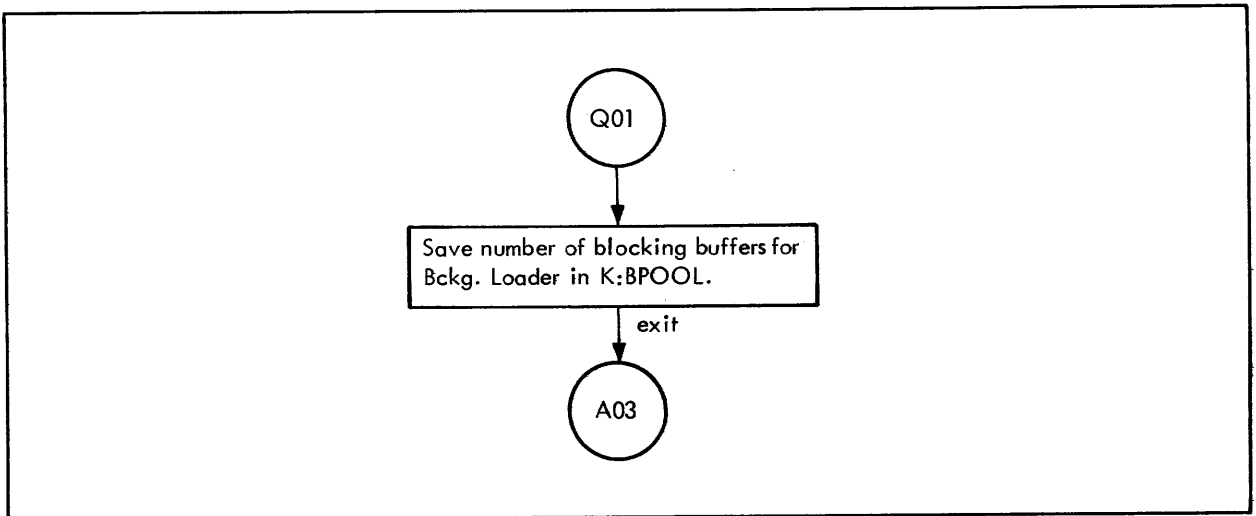 Q01
Save number of blocking buffers for
Bckg. Loader in K:BPOOL.
exit
A03